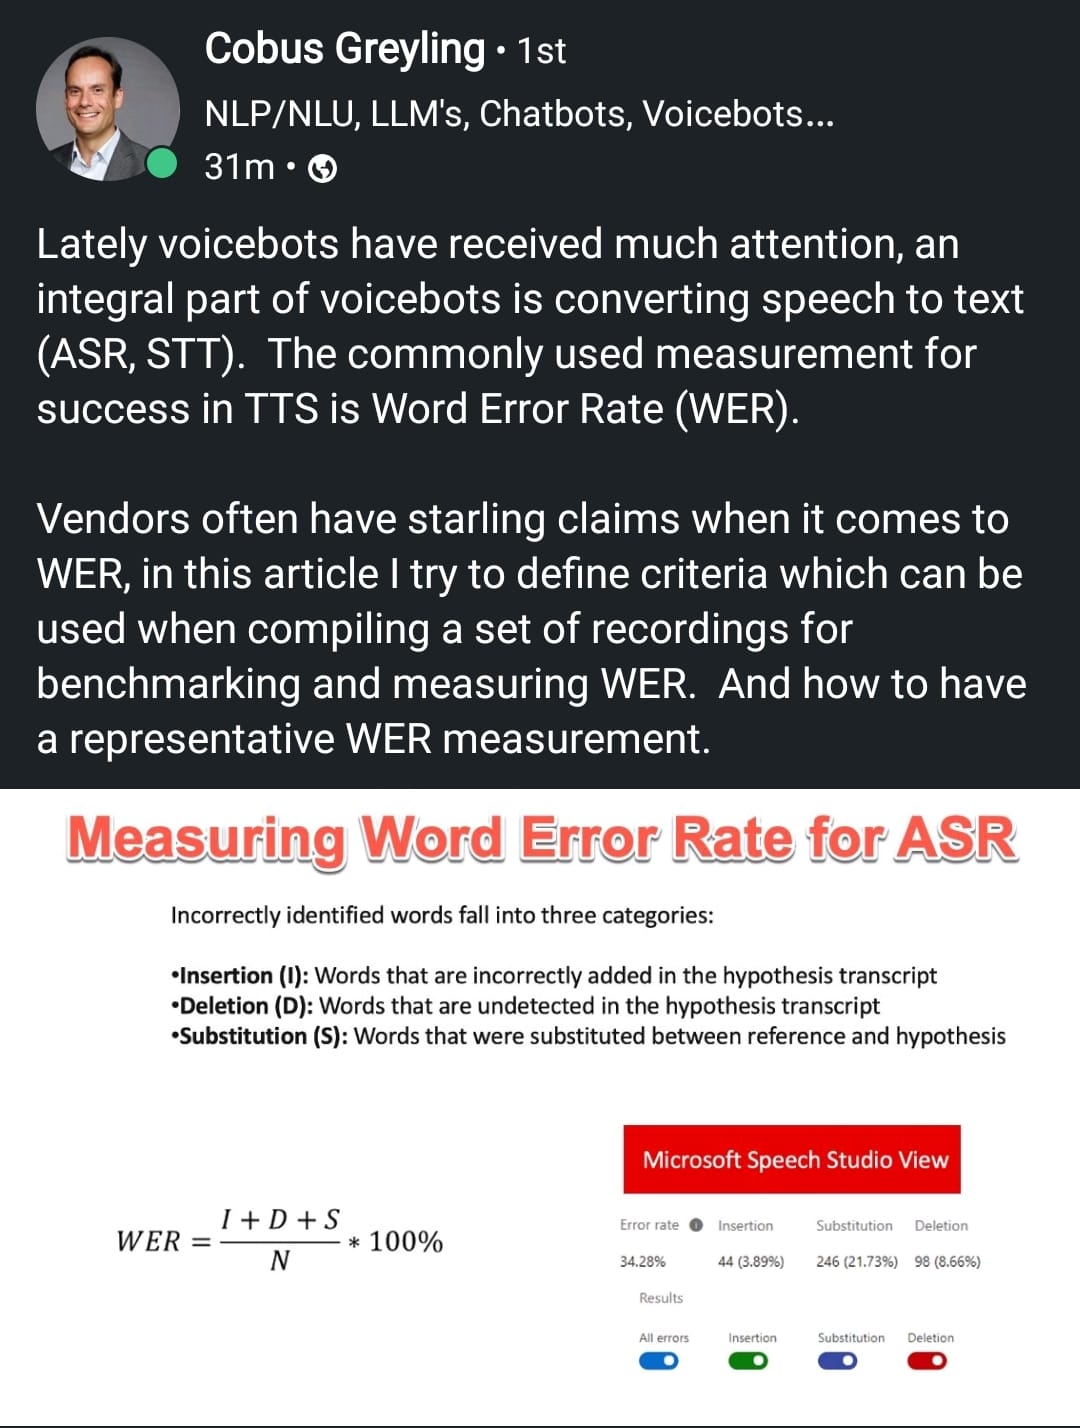 Cobus Greyling • 1st
NLP/NLU, LLM's, Chatbots, Voicebots...
31m •
Lately voicebots have received much attention, an
integral part of voicebots is converting speech to text
(ASR, STT).  The commonly used measurement for
success in TTS is Word Error Rate (WER).
Vendors often have starling claims when it comes to
WER, in this article I try to define criteria which can be
used when compiling a set of recordings for
benchmarking and measuring WER.  And how to have
a representative WER measurement.
Measuring Word Error Rate for ASR
Incorrectly identified words fall into three categories:
•Insertion (I): Words that are incorrectly added in the hypothesis transcript
•Deletion (D): Words that are undetected in the hypothesis transcript
•Substitution (S): Words that were substituted between reference and hypothesis
WER = (I + D + S) / N * 100%
Microsoft Speech Studio View
Error rate Insertion Substitution Deletion
34.28% 44 (3.89%) 246 (21.73%) 98 (8.66%)
Results
All errors Insertion Substitution Deletion